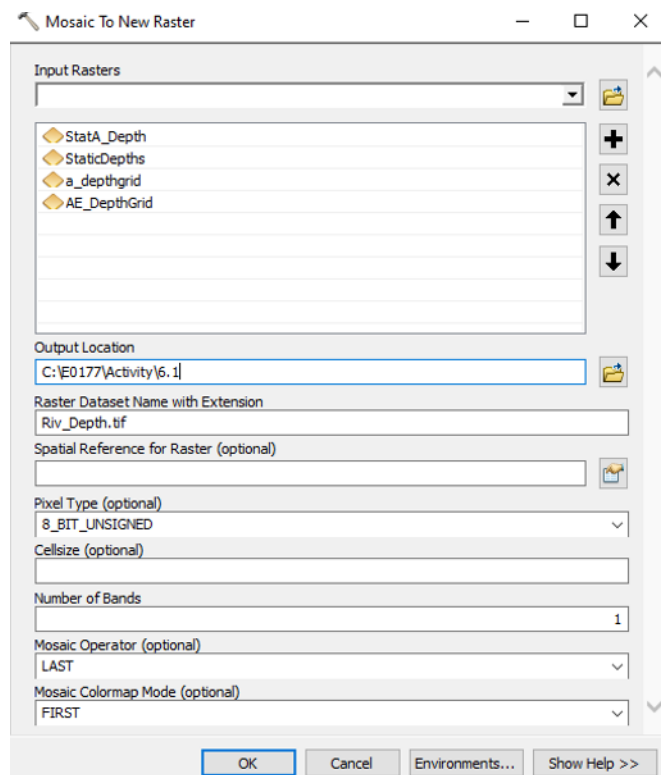 Mosaic To New Raster
Input Rasters
StatA_Depth
StaticDepths
a_depthgrid
AE_DepthGrid
Output Location
C:\E0177\Activity\6.1
Raster Dataset Name with Extension
Riv_Depth.tif
Spatial Reference for Raster (optional)
Pixel Type (optional)
8_BIT_UNSIGNED
Cellsize (optional)
Number of Bands
1
Mosaic Operator (optional)
LAST
Mosaic Colormap Mode (optional)
FIRST
OK Cancel Environments... Show Help >>